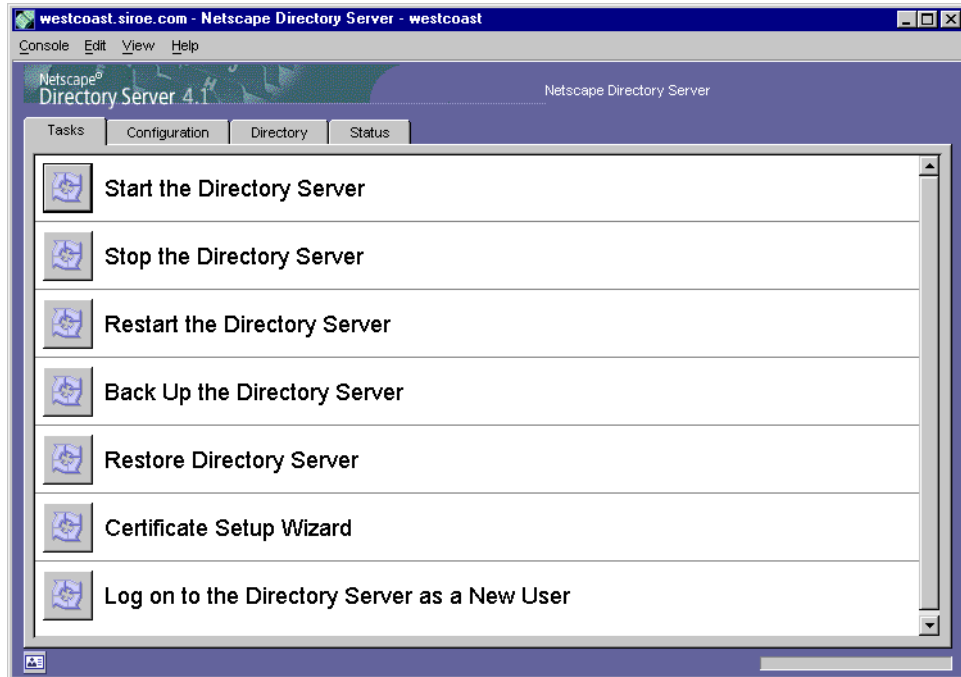 westcoast.siroe.com - Netscape Directory Server - westcoast
Console Edit View Help
Netscape®
Directory Server 4.1
Netscape Directory Server
Tasks Configuration Directory Status
Start the Directory Server
Stop the Directory Server
Restart the Directory Server
Back Up the Directory Server
Restore Directory Server
Certificate Setup Wizard
Log on to the Directory Server as a New User